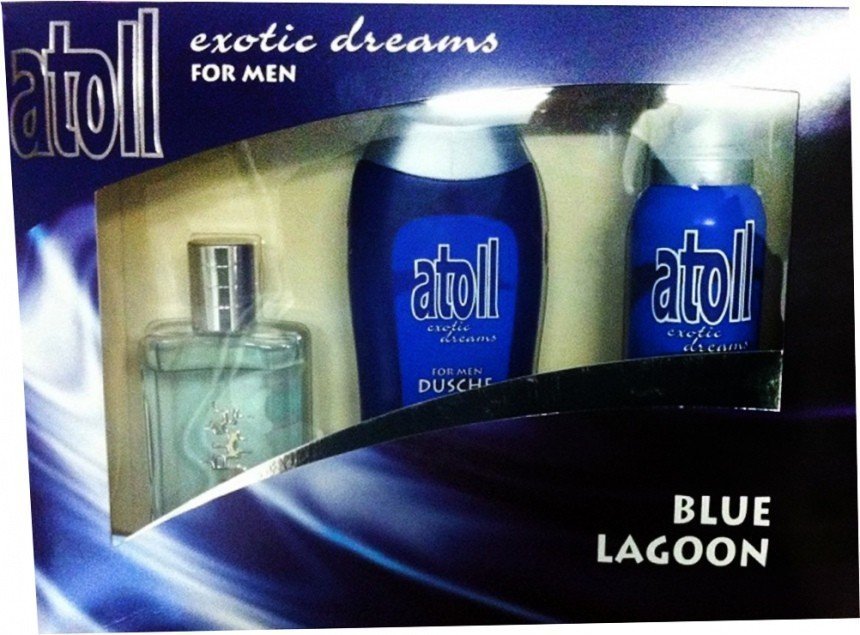 atoll
exotic dreams
FOR MEN
atoll
exotic
dreams
FOR MEN
DUSCHE
atoll
exotic
dreams
BLUE
LAGOON